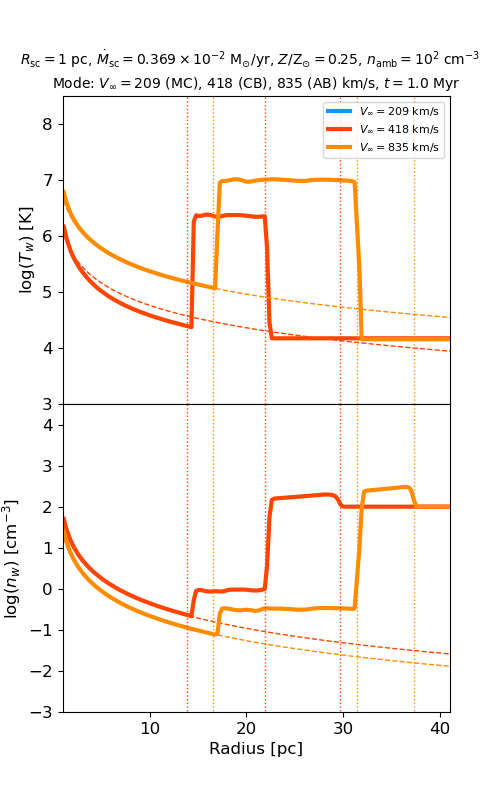 R_sc = 1 pc, Ṁ_sc = 0.369 × 10⁻² M_⊙/yr, Z/Z_⊙ = 0.25, n_amb = 10² cm⁻³
Mode: V_∞ = 209 (MC), 418 (CB), 835 (AB) km/s, t = 1.0 Myr
V_∞ = 209 km/s
V_∞ = 418 km/s
V_∞ = 835 km/s
log(T_w) [K]
8
7
6
5
4
3
log(n_w) [cm⁻³]
4
3
2
1
0
−1
−2
−3
10 20 30 40
Radius [pc]